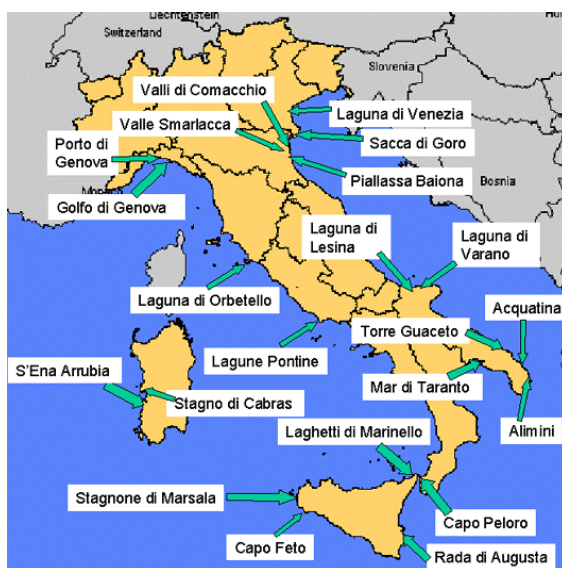 Liechtenstein
Switzerland
Slovenia
Valli di Comacchio
Laguna di Venezia
Valle Smarlacca
Sacca di Goro
Porto di
Genova
Piallassa Baiona
Bosnia
Golfo di Genova
Laguna di
Lesina
Laguna di
Varano
Laguna di Orbetello
Acquatina
Torre Guaceto
Lagune Pontine
S'Ena Arrubia
Mar di Taranto
Stagno di Cabras
Alimini
Laghetti di Marinello
Stagnone di Marsala
Capo Peloro
Capo Feto
Rada di Augusta